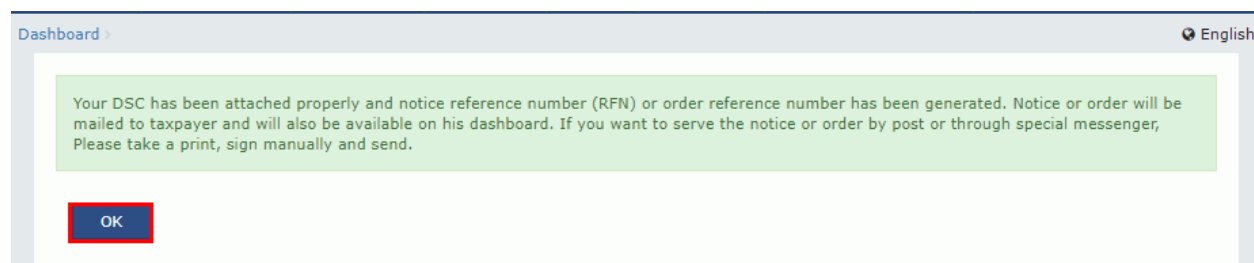 Dashboard >
English
Your DSC has been attached properly and notice reference number (RFN) or order reference number has been generated. Notice or order will be
mailed to taxpayer and will also be available on his dashboard. If you want to serve the notice or order by post or through special messenger,
Please take a print, sign manually and send.
OK